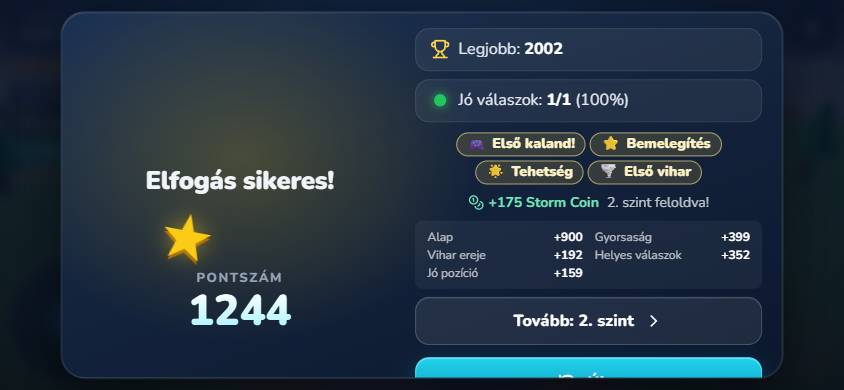 Elfogás sikeres!
PONTSZÁM
1244
Legjobb: 2002
Jó válaszok: 1/1 (100%)
Első kaland! Bemelegítés
Tehetség Első vihar
+175 Storm Coin 2. szint feloldva!
Alap +900 Gyorsaság +399
Vihar ereje +192 Helyes válaszok +352
Jó pozíció +159
Tovább: 2. szint